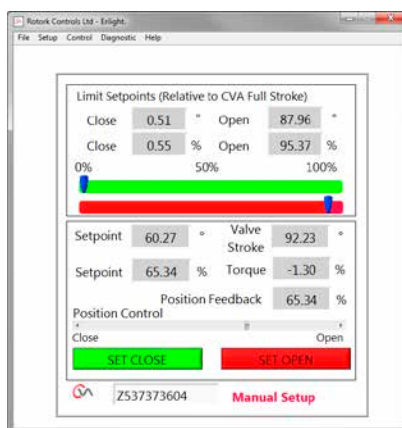 Rotork Controls Ltd - Enlight.
File Setup Control Diagnostic Help
Limit Setpoints (Relative to CVA Full Stroke)
Close 0.51 ° Open 87.96 °
Close 0.55 % Open 95.37 %
0% 50% 100%
Setpoint 60.27 ° Valve Stroke 92.23 °
Setpoint 65.34 % Torque -1.30 %
Position Feedback 65.34 %
Position Control
Close Open
SET CLOSE SET OPEN
Z537373604 Manual Setup